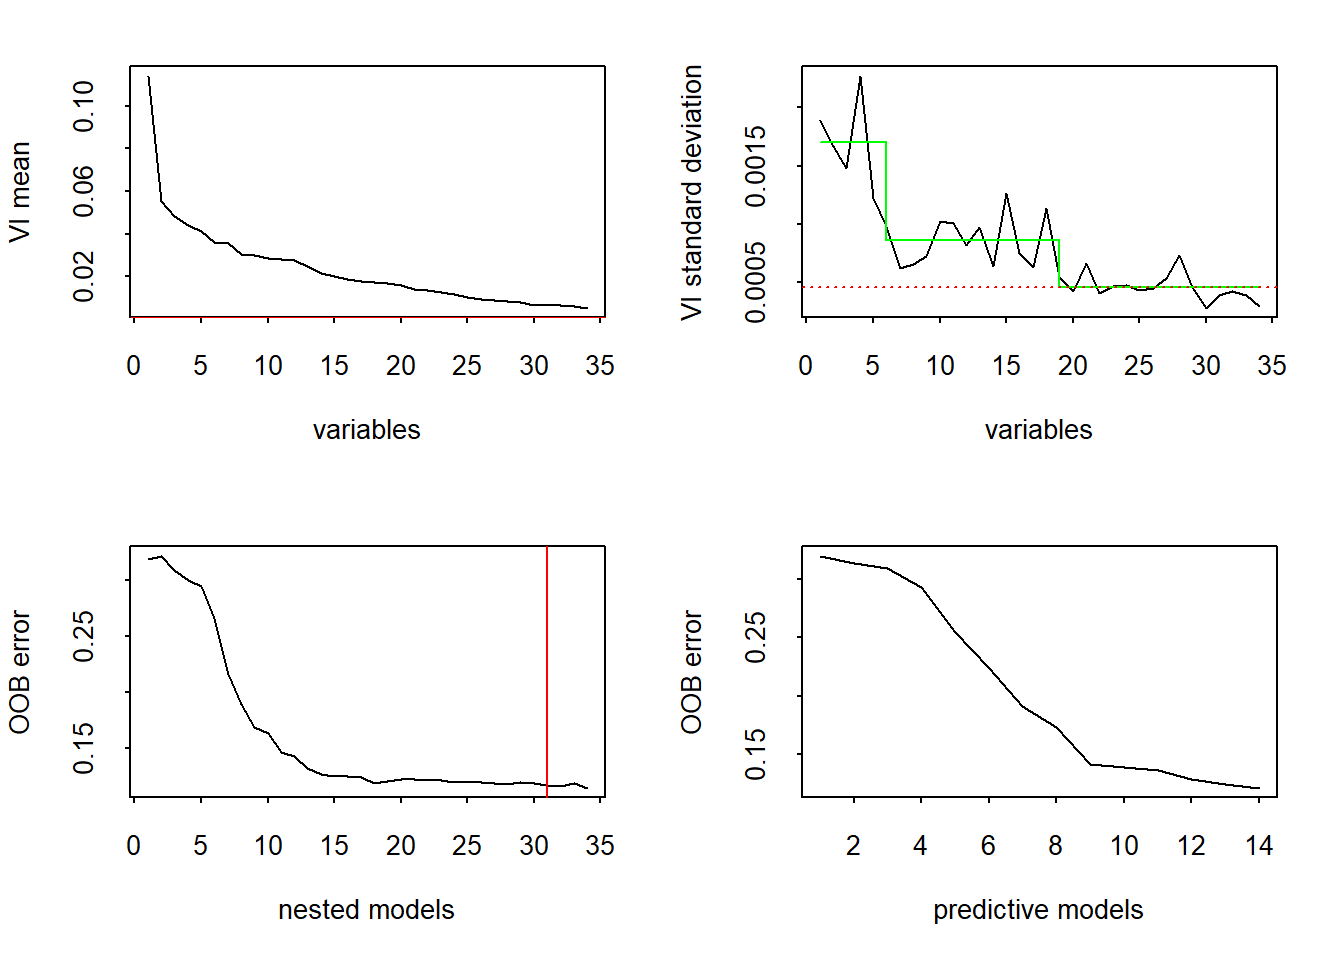 VI mean
0.02 0.06 0.10
0 5 10 15 20 25 30 35
variables
VI standard deviation
0.0005 0.0015
0 5 10 15 20 25 30 35
variables
OOB error
0.15 0.25
0 5 10 15 20 25 30 35
nested models
OOB error
0.15 0.25
2 4 6 8 10 12 14
predictive models